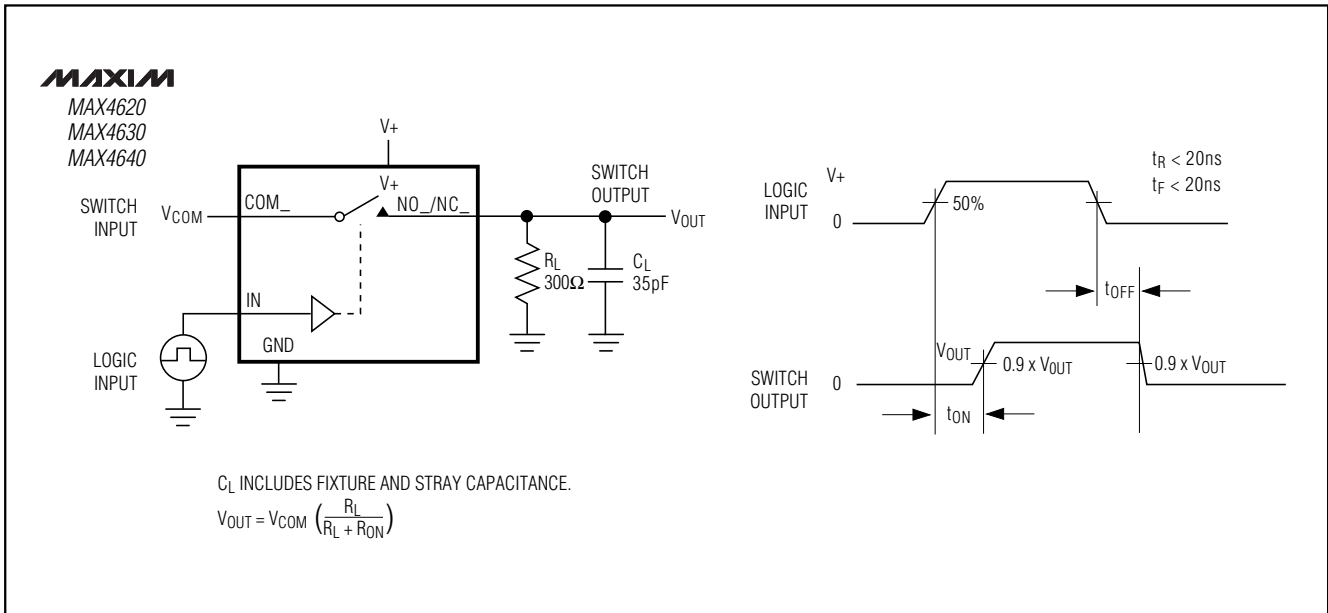 MAXIM
MAX4620
MAX4630
MAX4640
V+
SWITCH
INPUT
VCOM
COM_
V+
NO_/NC_
SWITCH
OUTPUT
VOUT
RL
300Ω
CL
35pF
IN
GND
LOGIC
INPUT
CL INCLUDES FIXTURE AND STRAY CAPACITANCE.
VOUT = VCOM (RL / RL + RON)
LOGIC
INPUT
V+
0
50%
tR < 20ns
tF < 20ns
tOFF
SWITCH
OUTPUT
VOUT
0
0.9 x VOUT
0.9 x VOUT
tON